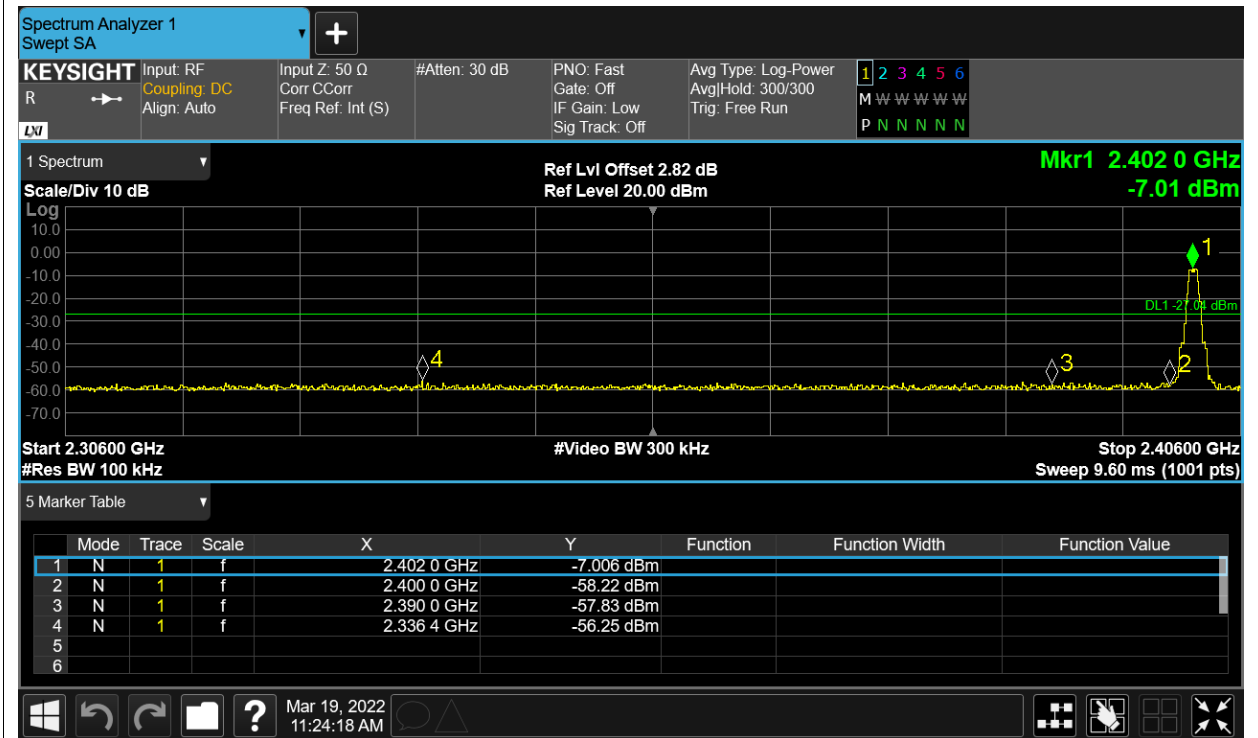 Spectrum Analyzer 1
Swept SA
+
KEYSIGHT
R
LXI
Input: RF
Coupling: DC
Align: Auto
Input Z: 50 Ω
Corr CCorr
Freq Ref: Int (S)
#Atten: 30 dB
PNO: Fast
Gate: Off
IF Gain: Low
Sig Track: Off
Avg Type: Log-Power
Avg|Hold: 300/300
Trig: Free Run
1 2 3 4 5 6
M W W W W W
P N N N N N
1 Spectrum
Scale/Div 10 dB
Ref Lvl Offset 2.82 dB
Ref Level 20.00 dBm
Mkr1 2.402 0 GHz
-7.01 dBm
Log
10.0
0.00
-10.0
-20.0
-30.0
-40.0
-50.0
-60.0
-70.0
1
DL1 -27.04 dBm
4
3
2
Start 2.30600 GHz
#Res BW 100 kHz
#Video BW 300 kHz
Stop 2.40600 GHz
Sweep 9.60 ms (1001 pts)
5 Marker Table
Mode Trace Scale X Y Function Function Width Function Value
1 N 1 f 2.402 0 GHz -7.006 dBm
2 N 1 f 2.400 0 GHz -58.22 dBm
3 N 1 f 2.390 0 GHz -57.83 dBm
4 N 1 f 2.336 4 GHz -56.25 dBm
5
6
?
Mar 19, 2022
11:24:18 AM